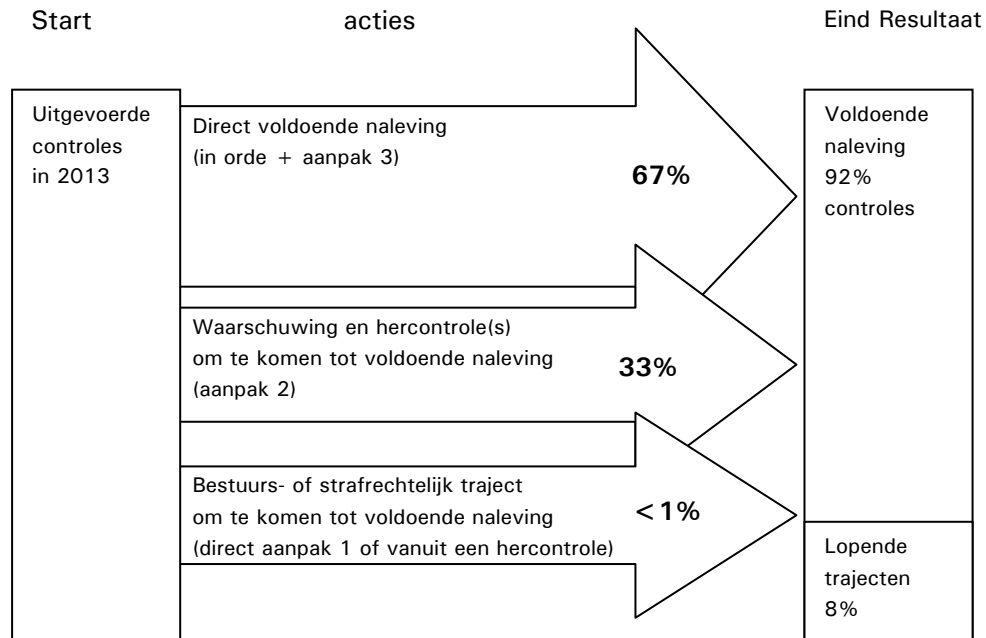 Start
acties
Eind Resultaat
Uitgevoerde
controles
in 2013
Direct voldoende naleving
(in orde + aanpak 3)
67%
Waarschuwing en hercontrole(s)
om te komen tot voldoende naleving
(aanpak 2)
33%
Bestuurs- of strafrechtelijk traject
om te komen tot voldoende naleving
(direct aanpak 1 of vanuit een hercontrole)
<1%
Voldoende
naleving
92%
controles
Lopende
trajecten
8%